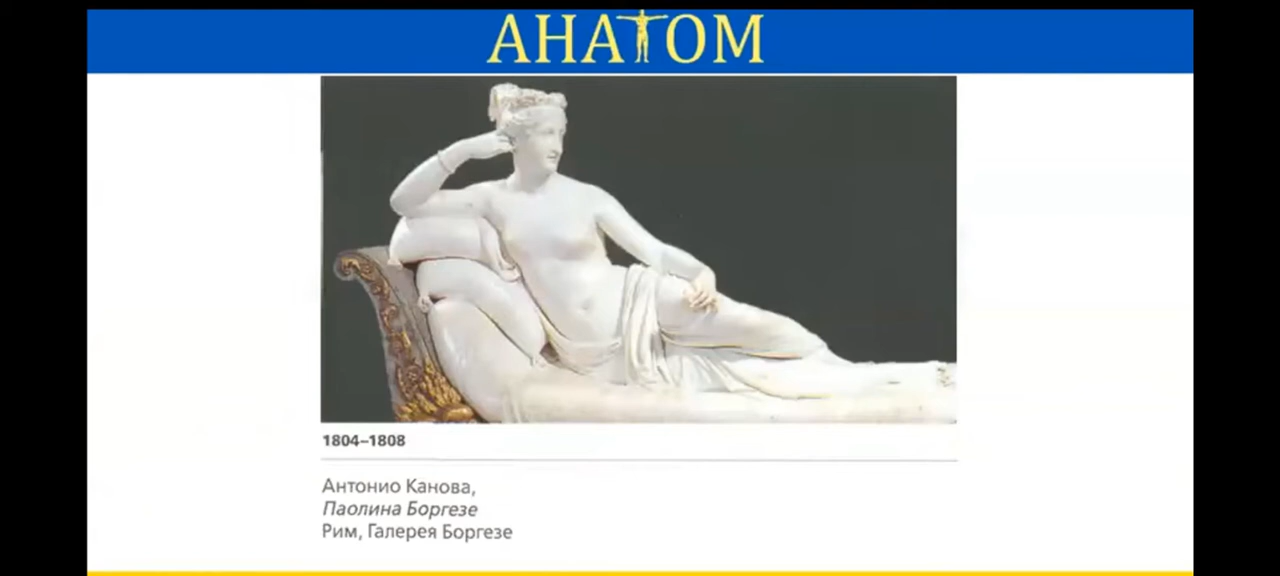 АНАТОМ
1804–1808
Антонио Канова,
Паолина Боргезе
Рим, Галерея Боргезе